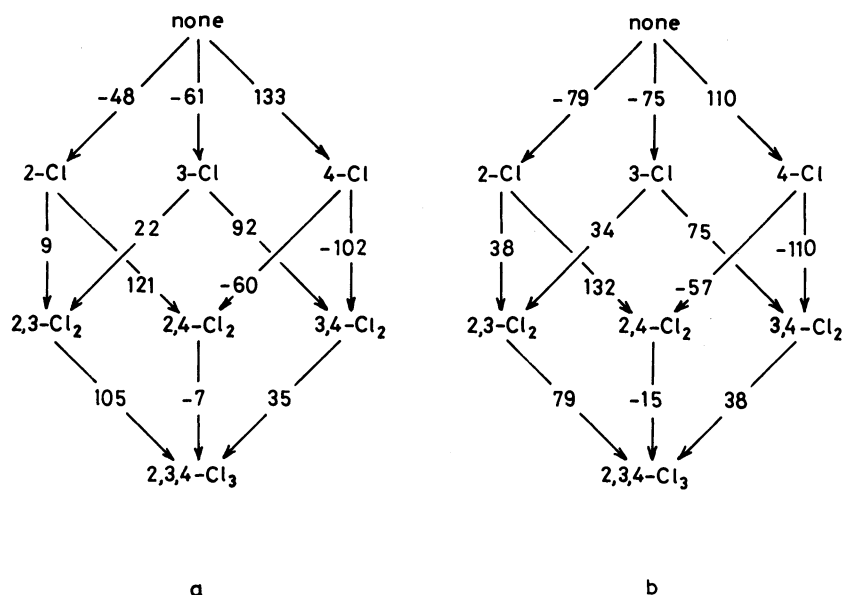 none none
-48 -61 133 -79 -75 110
2-Cl 3-Cl 4-Cl 2-Cl 3-Cl 4-Cl
9 22 92 -102 38 34 75 -110
121 -60 132 -57
2,3-Cl₂ 2,4-Cl₂ 3,4-Cl₂ 2,3-Cl₂ 2,4-Cl₂ 3,4-Cl₂
105 -7 35 79 -15 38
2,3,4-Cl₃ 2,3,4-Cl₃
a b